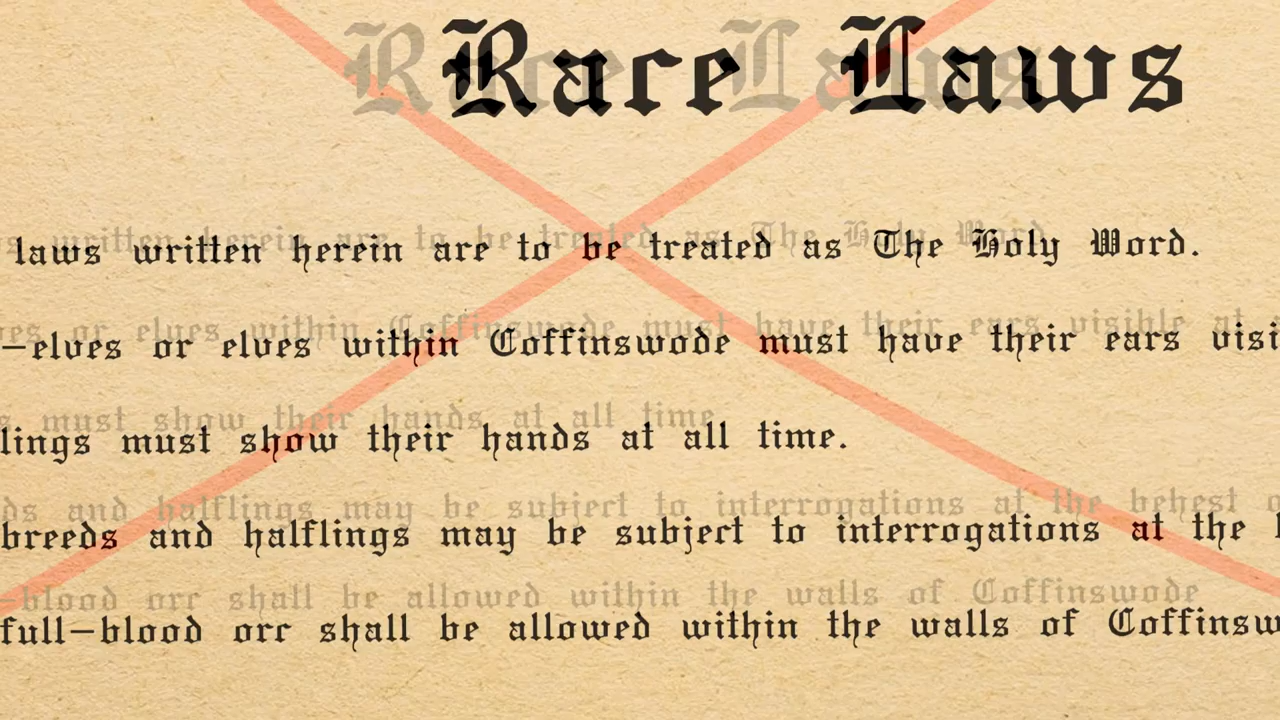 Race Laws
laws written herein are to be treated as The Holy Word.
-elves or elves within Coffinswode must have their ears visi
lings must show their hands at all time.
breeds and halflings may be subject to interrogations at the
full-blood orc shall be allowed within the walls of Coffinsw